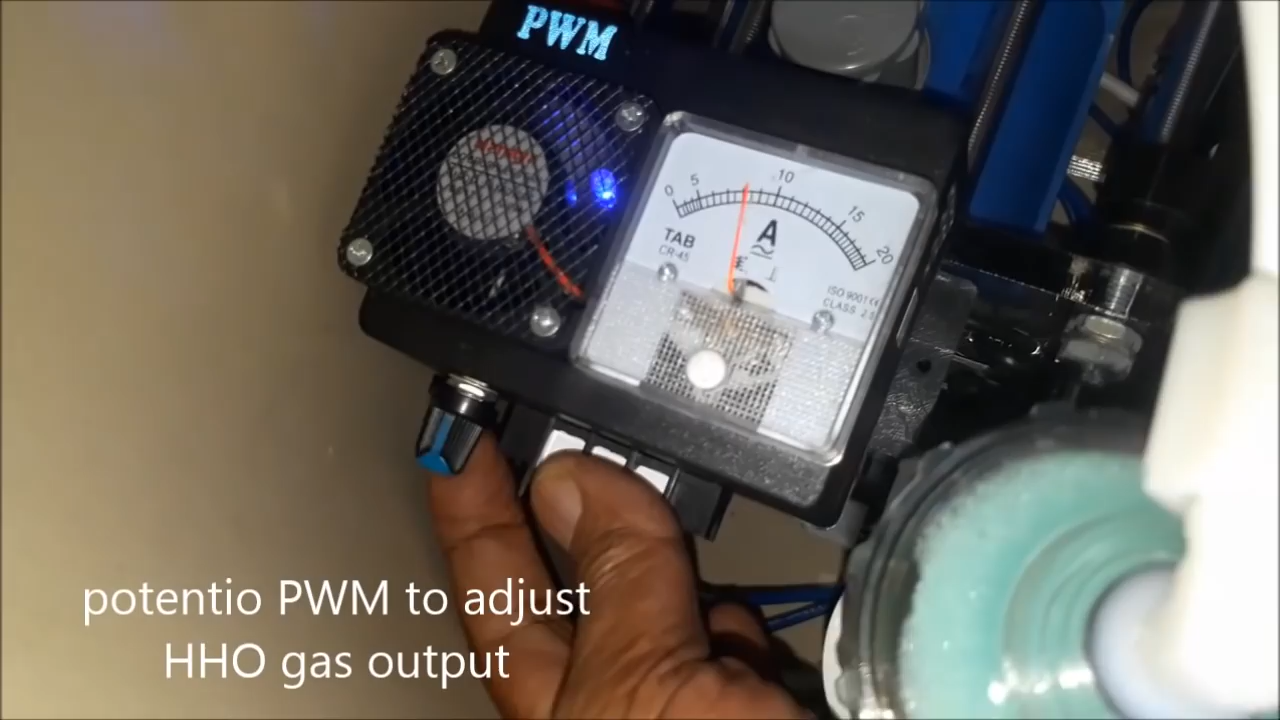 PWM
0 5 10 15 20
A
TAB
CR-45
ISO 9001
CLASS 2.5
potentio PWM to adjust
HHO gas output